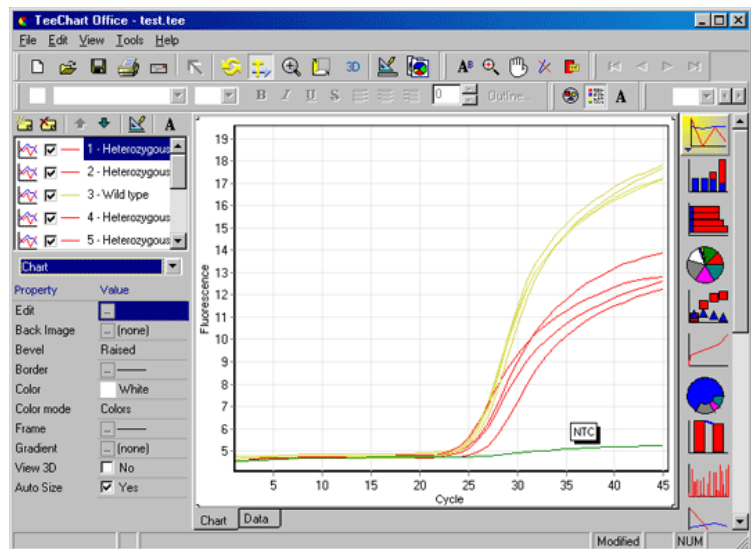 TeeChart Office - test.tee
File Edit View Tools Help
3D A B
B I U S 0 Outline... A
A
1 - Heterozygous
2 - Heterozygous
3 - Wild type
4 - Heterozygous
5 - Heterozygous
Chart
Property Value
Edit ...
Back Image ... (none)
Bevel Raised
Border ...
Color White
Color mode Colors
Frame ...
Gradient ... (none)
View 3D No
Auto Size Yes
Fluorescence
19
18
17
16
15
14
13
12
11
10
9
8
7
6
5
NTC
5 10 15 20 25 30 35 40 45
Cycle
Chart Data
Modified NUM